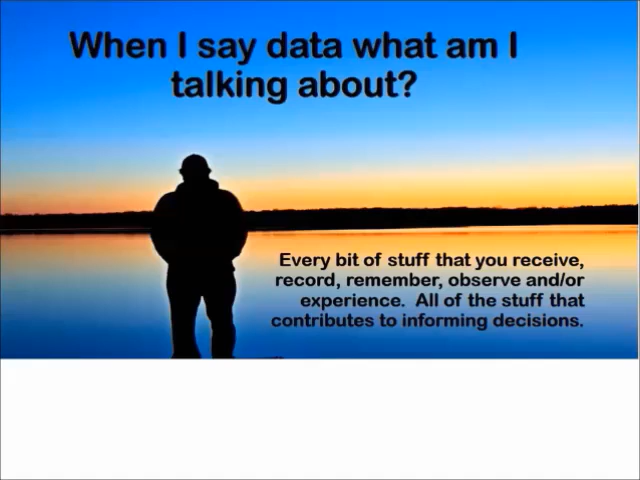 When I say data what am I
talking about?
Every bit of stuff that you receive,
record, remember, observe and/or
experience. All of the stuff that
contributes to informing decisions.